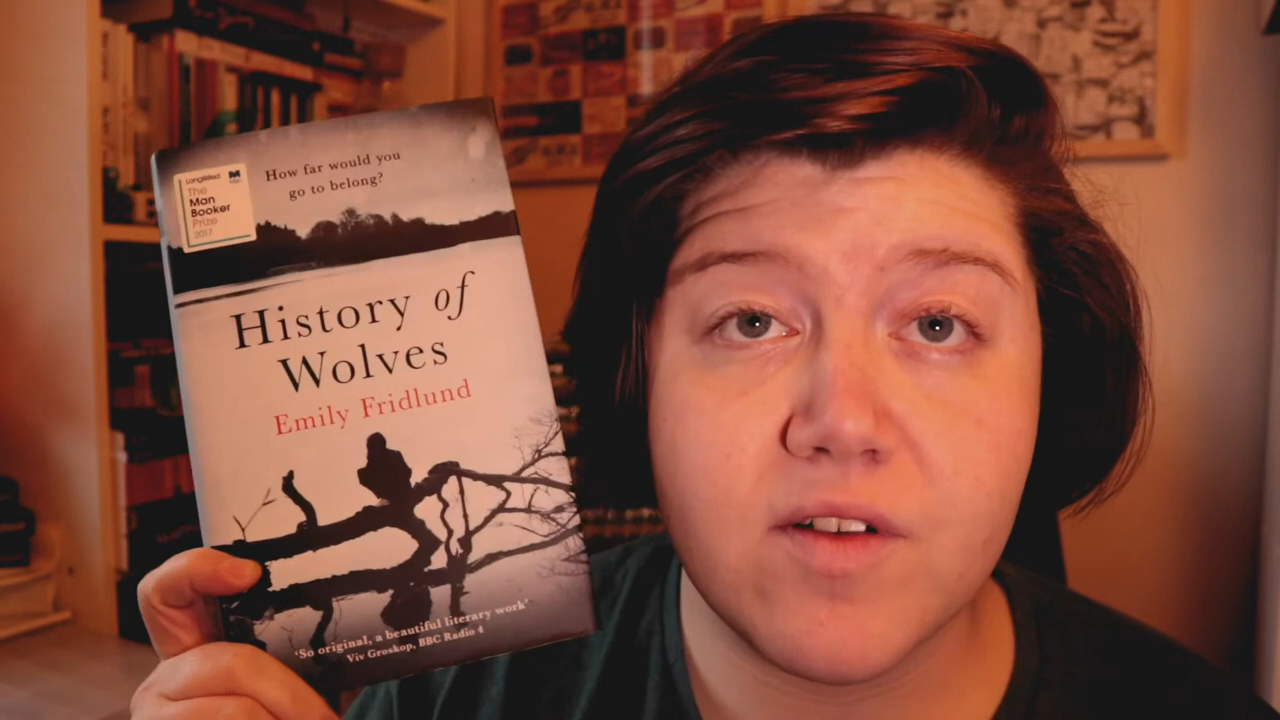 How far would you
go to belong?
Longlisted
The
Man
Booker
Prize
2017
History of
Wolves
Emily Fridlund
‘So original, a beautiful literary work’
Viv Groskop, BBC Radio 4